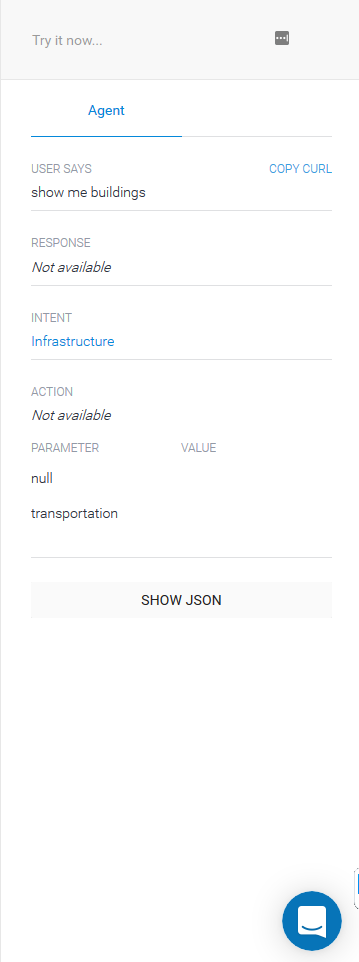 Try it now...
Agent
USER SAYS COPY CURL
show me buildings
RESPONSE
Not available
INTENT
Infrastructure
ACTION
Not available
PARAMETER VALUE
null
transportation
SHOW JSON